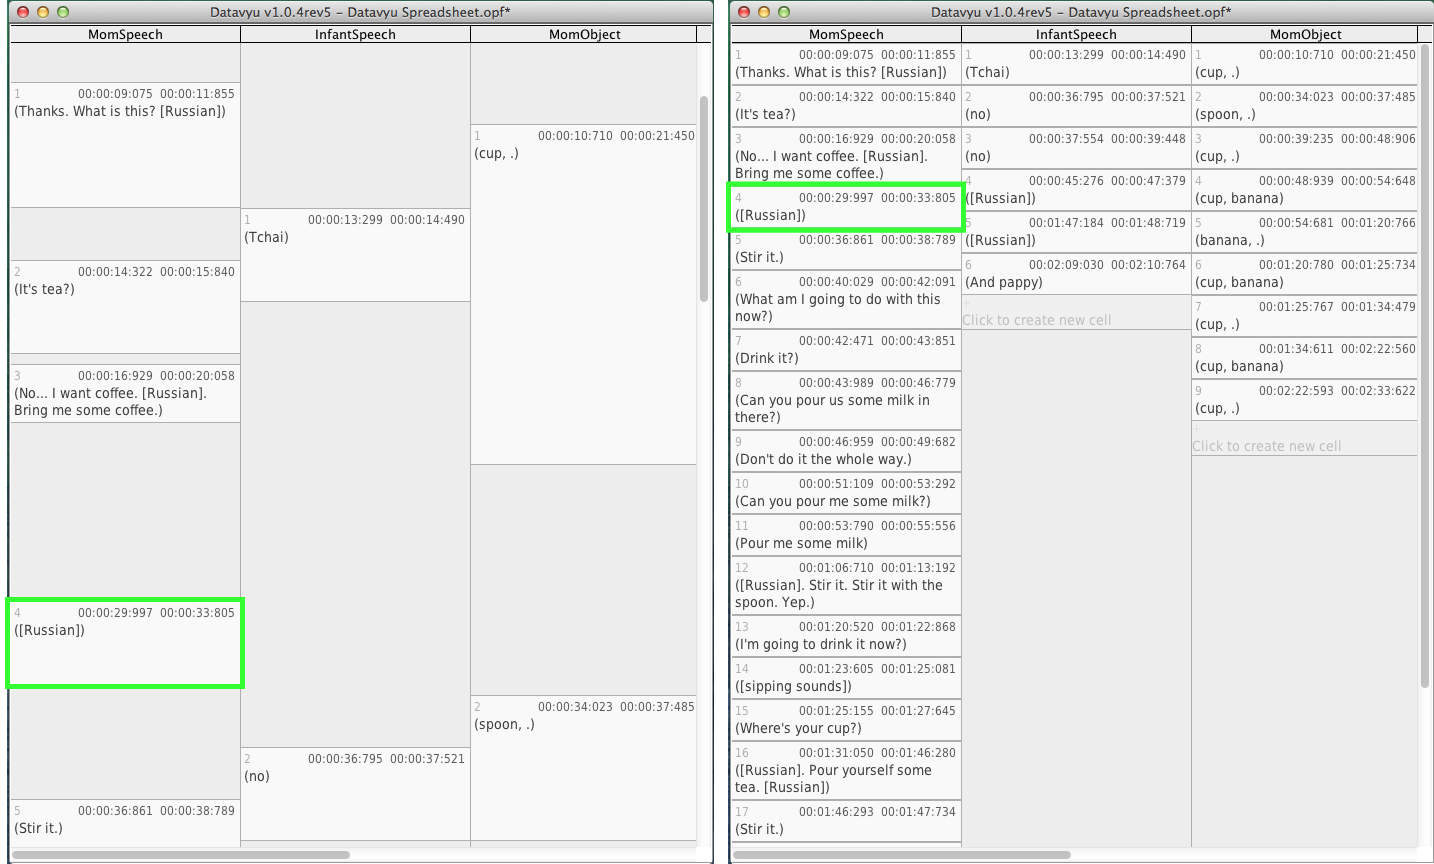 Datavyu v1.0.4rev5 – Datavyu Spreadsheet.opf*
MomSpeech
InfantSpeech
MomObject
1 00:00:09:075 00:00:11:855
(Thanks. What is this? [Russian])
2 00:00:14:322 00:00:15:840
(It's tea?)
3 00:00:16:929 00:00:20:058
(No... I want coffee. [Russian].
Bring me some coffee.)
4 00:00:29:997 00:00:33:805
([Russian])
5 00:00:36:861 00:00:38:789
(Stir it.)
1 00:00:13:299 00:00:14:490
(Tchai)
2 00:00:36:795 00:00:37:521
(no)
1 00:00:10:710 00:00:21:450
(cup, .)
2 00:00:34:023 00:00:37:485
(spoon, .)
Datavyu v1.0.4rev5 – Datavyu Spreadsheet.opf*
MomSpeech
InfantSpeech
MomObject
1 00:00:09:075 00:00:11:855
(Thanks. What is this? [Russian])
2 00:00:14:322 00:00:15:840
(It's tea?)
3 00:00:16:929 00:00:20:058
(No... I want coffee. [Russian].
Bring me some coffee.)
4 00:00:29:997 00:00:33:805
([Russian])
5 00:00:36:861 00:00:38:789
(Stir it.)
6 00:00:40:029 00:00:42:091
(What am I going to do with this
now?)
7 00:00:42:471 00:00:43:851
(Drink it?)
8 00:00:43:989 00:00:46:779
(Can you pour us some milk in
there?)
9 00:00:46:959 00:00:49:682
(Don't do it the whole way.)
10 00:00:51:109 00:00:53:292
(Can you pour me some milk?)
11 00:00:53:790 00:00:55:556
(Pour me some milk)
12 00:01:06:710 00:01:13:192
([Russian]. Stir it. Stir it with the
spoon. Yep.)
13 00:01:20:520 00:01:22:868
(I'm going to drink it now?)
14 00:01:23:605 00:01:25:081
([sipping sounds])
15 00:01:25:155 00:01:27:645
(Where's your cup?)
16 00:01:31:050 00:01:46:280
([Russian]. Pour yourself some
tea. [Russian])
17 00:01:46:293 00:01:47:734
(Stir it.)
1 00:00:13:299 00:00:14:490
(Tchai)
2 00:00:36:795 00:00:37:521
(no)
3 00:00:37:554 00:00:39:448
(no)
4 00:00:45:276 00:00:47:379
([Russian])
5 00:01:47:184 00:01:48:719
([Russian])
6 00:02:09:030 00:02:10:764
(And pappy)
+
Click to create new cell
1 00:00:10:710 00:00:21:450
(cup, .)
2 00:00:34:023 00:00:37:485
(spoon, .)
3 00:00:39:235 00:00:48:906
(cup, .)
4 00:00:48:939 00:00:54:648
(cup, banana)
5 00:00:54:681 00:01:20:766
(banana, .)
6 00:01:20:780 00:01:25:734
(cup, banana)
7 00:01:25:767 00:01:34:479
(cup, .)
8 00:01:34:611 00:02:22:560
(cup, banana)
9 00:02:22:593 00:02:33:622
(cup, .)
+
Click to create new cell